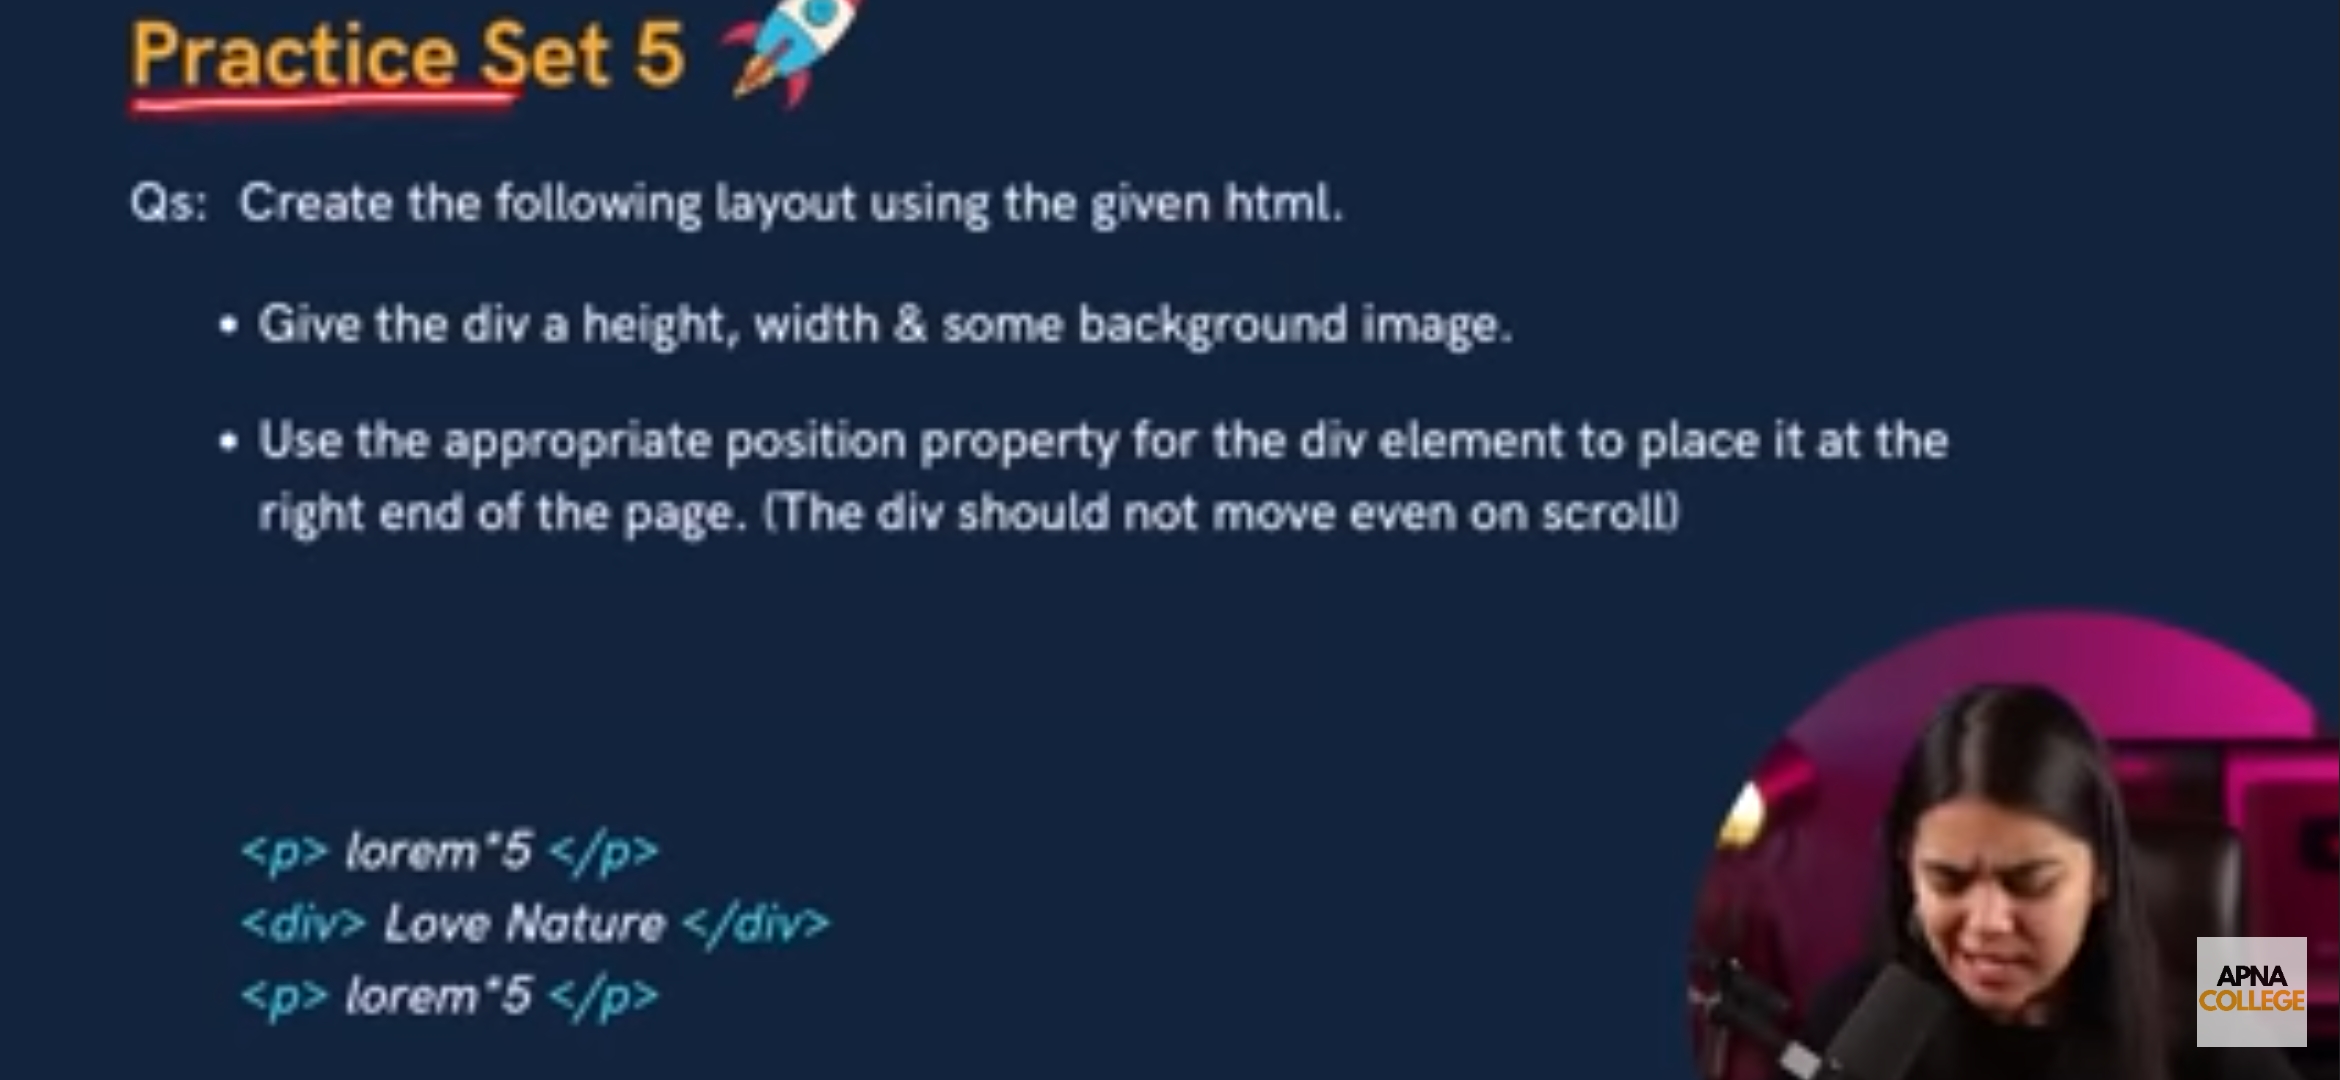 Practice Set 5
Qs: Create the following layout using the given html.
• Give the div a height, width & some background image.
• Use the appropriate position property for the div element to place it at the
right end of the page. (The div should not move even on scroll)
<p> lorem*5 </p>
<div> Love Nature </div>
<p> lorem*5 </p>
APNA
COLLEGE